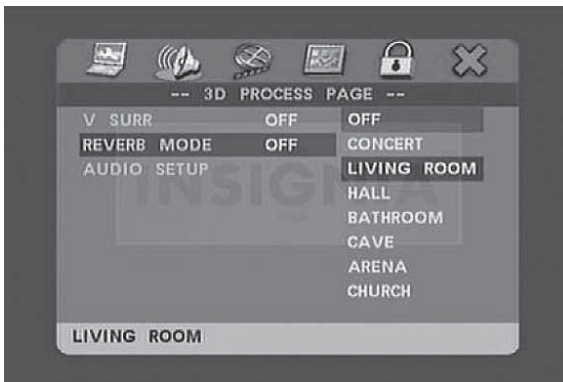 -- 3D PROCESS PAGE --
V SURR OFF OFF
REVERB MODE OFF CONCERT
AUDIO SETUP LIVING ROOM
INSIGNIA
HALL
BATHROOM
CAVE
ARENA
CHURCH
LIVING ROOM